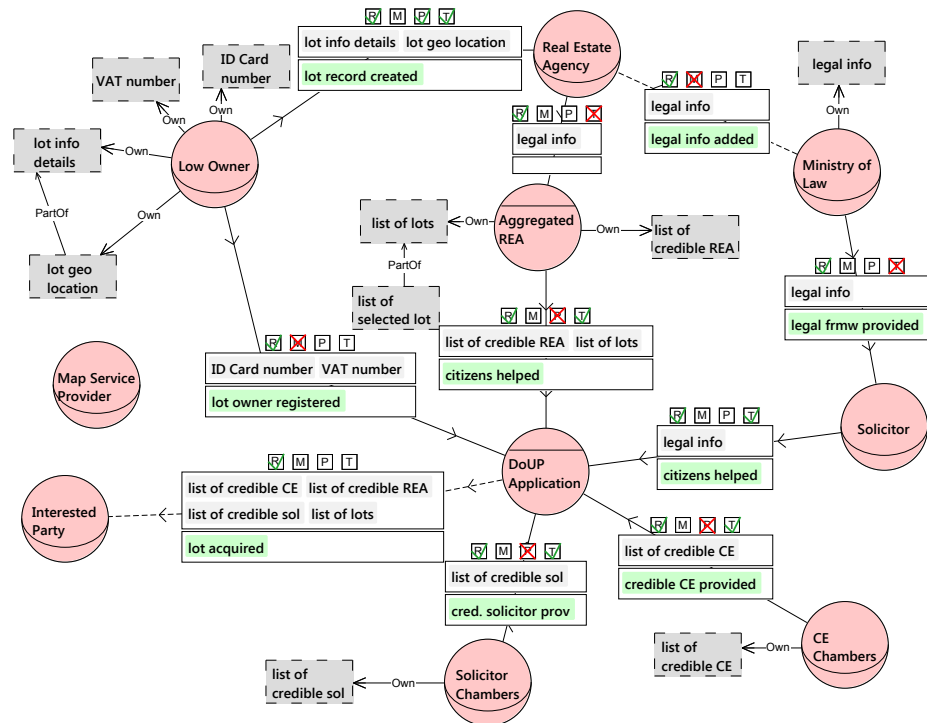 R M P T
lot info details lot geo location
lot record created
Real Estate
Agency
ID Card
number
VAT number
legal info
R M P T
legal info
legal info added
Own
Own
Own
R M P T
legal info
lot info
details
Own
Low Owner
Ministry of
Law
PartOf
Own
list of lots
Own
Aggregated
REA
Own
list of
credible REA
lot geo
location
PartOf
R M P T
legal info
legal frmw provided
list of
selected lot
R M P T
list of credible REA list of lots
citizens helped
R M P T
ID Card number VAT number
lot owner registered
Map Service
Provider
R M P T
legal info
citizens helped
Solicitor
R M P T
list of credible CE list of credible REA
list of credible sol list of lots
lot acquired
DoUP
Application
Interested
Party
R M P T
list of credible CE
credible CE provided
R M P T
list of credible sol
cred. solicitor prov
list of
credible CE
Own
CE
Chambers
list of
credible sol
Own
Solicitor
Chambers